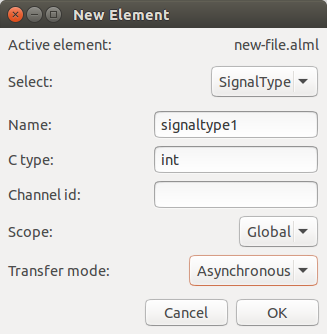 New Element
Active element: new-file.alml
Select: SignalType
Name: signaltype1
C type: int
Channel id:
Scope: Global
Transfer mode: Asynchronous
Cancel OK